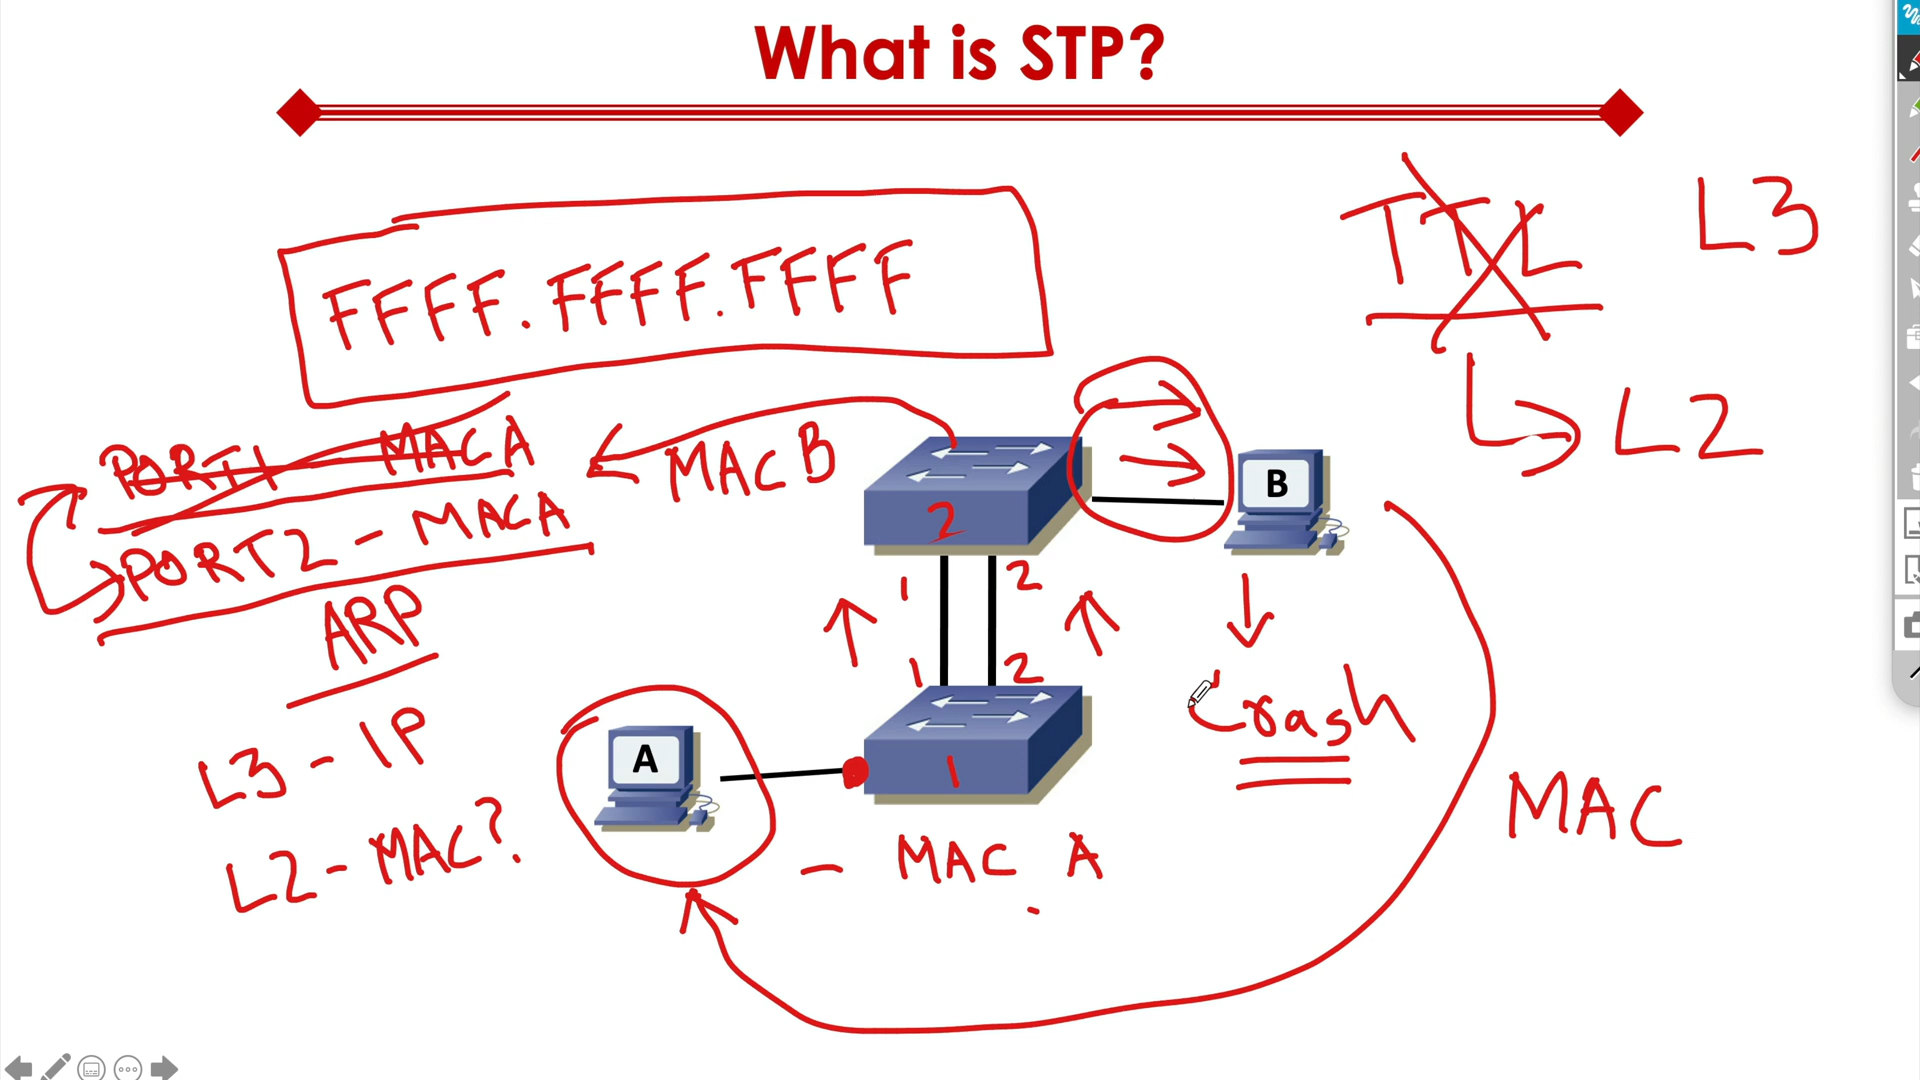 What is STP?
TTL
L3
FFFF.FFFF.FFFF
L2
PORT1 - MAC A
MAC B
B
PORT2 - MAC A
2
ARP
1 2
1 2
Crash
L3 - IP
A
1
MAC
L2 - MAC?
- MAC A